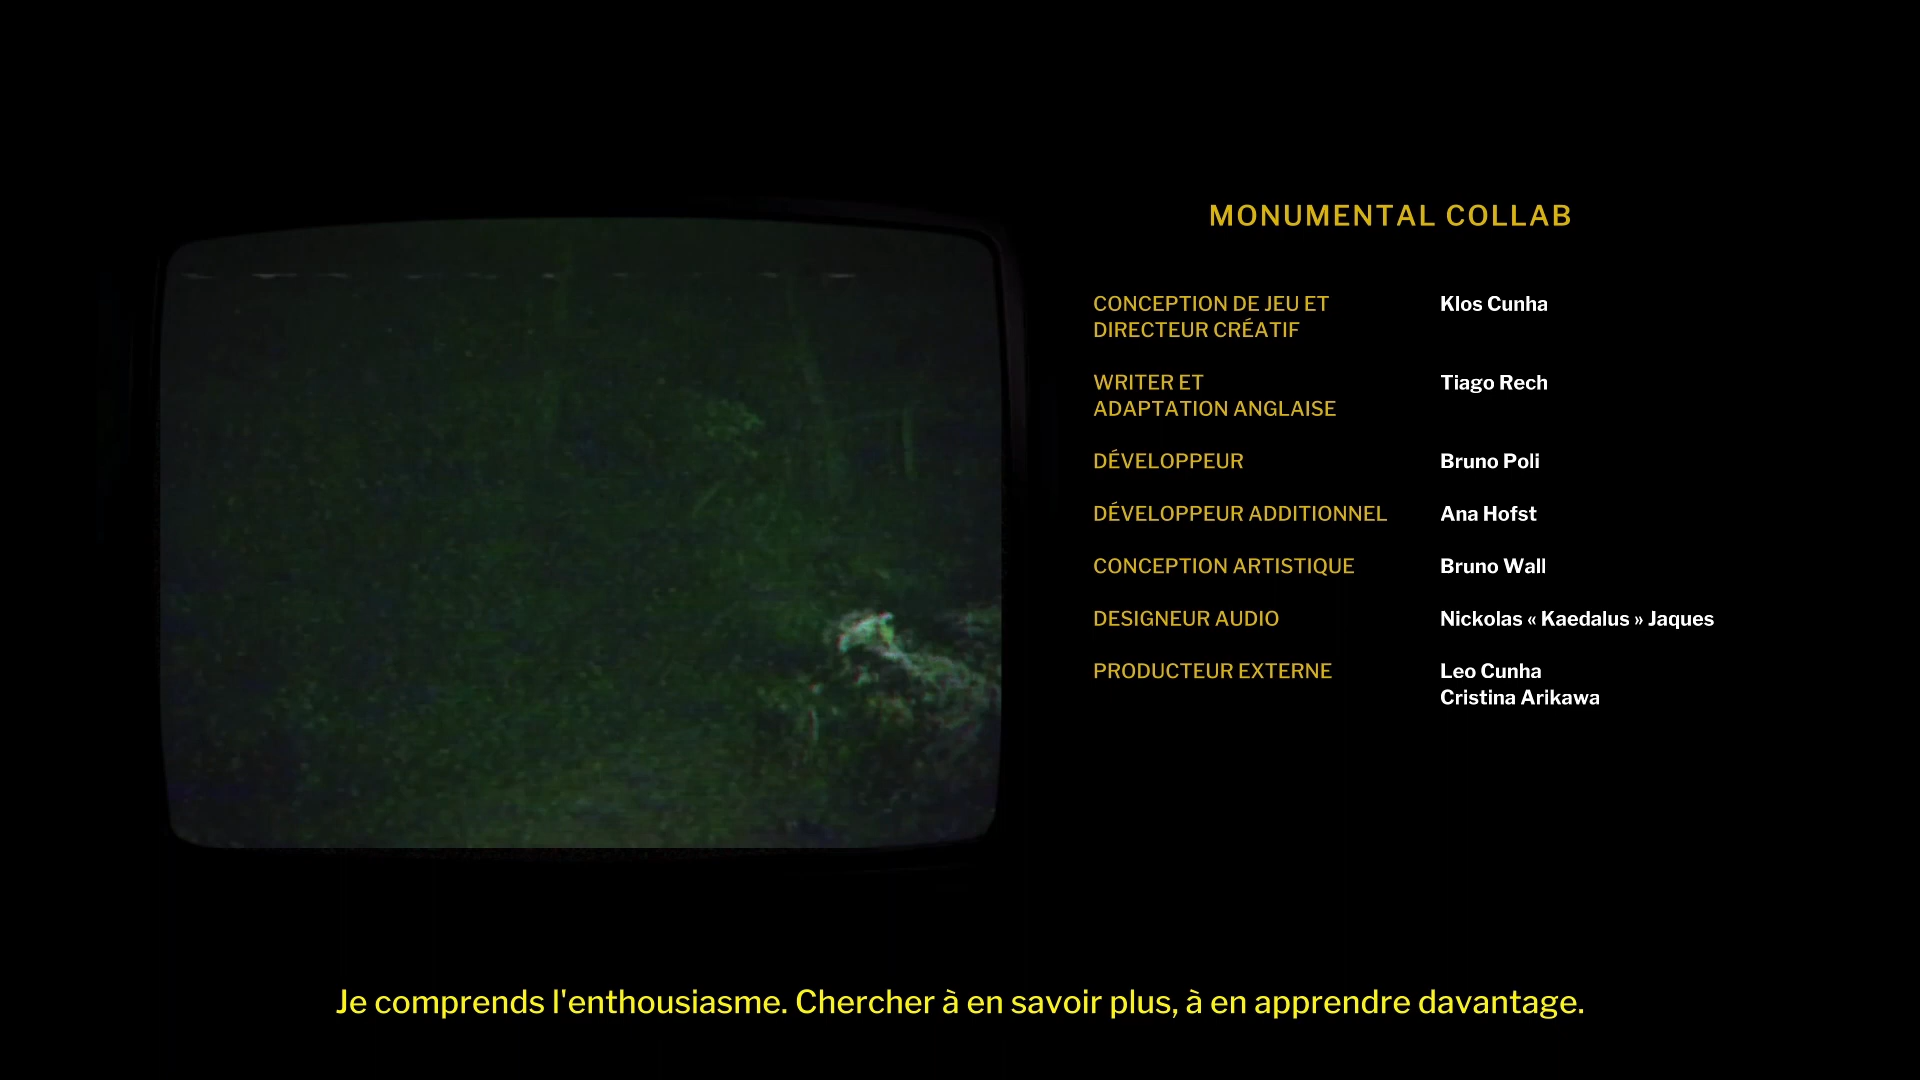 MONUMENTAL COLLAB
CONCEPTION DE JEU ET
DIRECTEUR CRÉATIF
Klos Cunha
WRITER ET
ADAPTATION ANGLAISE
Tiago Rech
DÉVELOPPEUR
Bruno Poli
DÉVELOPPEUR ADDITIONNEL
Ana Hofst
CONCEPTION ARTISTIQUE
Bruno Wall
DESIGNEUR AUDIO
Nickolas « Kaedalus » Jaques
PRODUCTEUR EXTERNE
Leo Cunha
Cristina Arikawa
Je comprends l'enthousiasme. Chercher à en savoir plus, à en apprendre davantage.